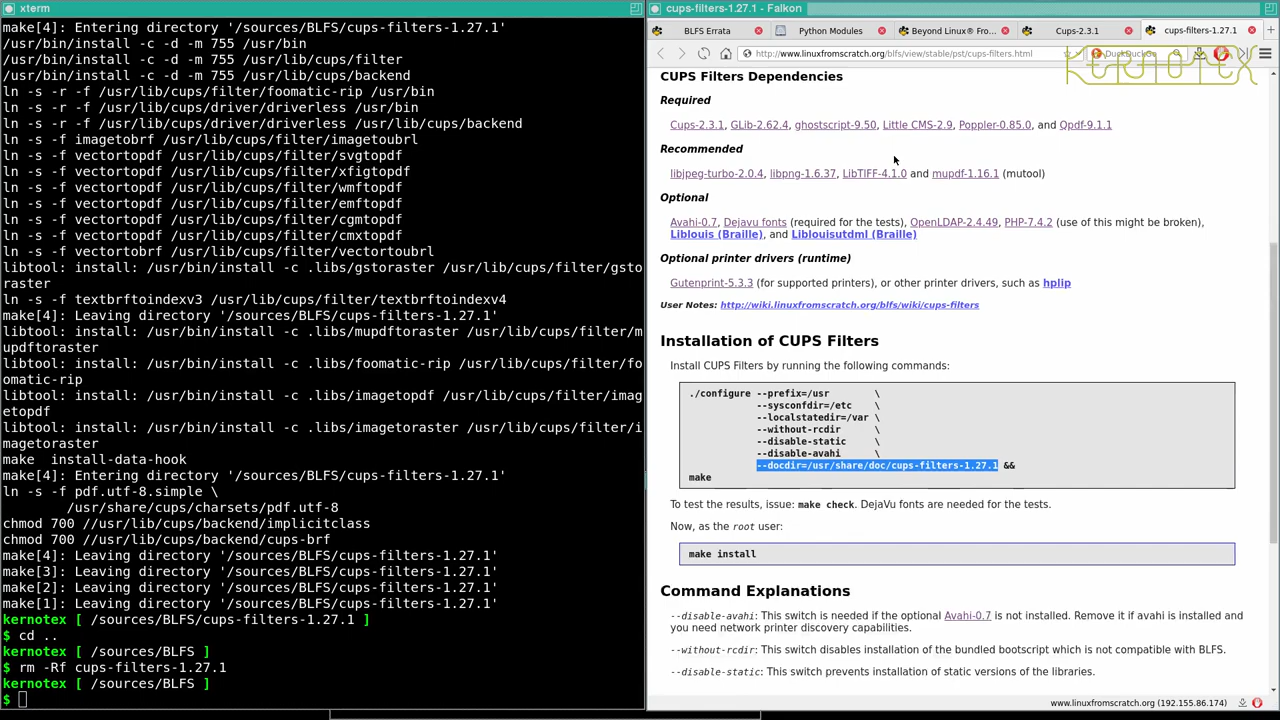 xterm
make[4]: Entering directory '/sources/BLFS/cups-filters-1.27.1'
/usr/bin/install -c -d -m 755 /usr/bin
/usr/bin/install -c -d -m 755 /usr/lib/cups/filter
/usr/bin/install -c -d -m 755 /usr/lib/cups/backend
ln -s -r -f /usr/lib/cups/filter/foomatic-rip /usr/bin
ln -s -r -f /usr/lib/cups/filter/driverless /usr/bin
ln -s -r -f /usr/lib/cups/filter/driverless /usr/lib/cups/backend
ln -s -f imagetobrf /usr/lib/cups/filter/imagetoubrl
ln -s -f vectortopdf /usr/lib/cups/filter/svgtopdf
ln -s -f vectortopdf /usr/lib/cups/filter/xfigtopdf
ln -s -f vectortopdf /usr/lib/cups/filter/wmftopdf
ln -s -f vectortopdf /usr/lib/cups/filter/emftopdf
ln -s -f vectortopdf /usr/lib/cups/filter/cgmtopdf
ln -s -f vectortopdf /usr/lib/cups/filter/cmxtopdf
ln -s -f vectortobrf /usr/lib/cups/filter/vectortoubrl
libtool: install: /usr/bin/install -c .libs/gstoraster /usr/lib/cups/filter/gsto
raster
ln -s -f textbrftoindexv3 /usr/lib/cups/filter/textbrftoindexv4
make[4]: Leaving directory '/sources/BLFS/cups-filters-1.27.1'
libtool: install: /usr/bin/install -c .libs/mupdftoraster /usr/lib/cups/filter/m
updftoraster
libtool: install: /usr/bin/install -c .libs/foomatic-rip /usr/lib/cups/filter/fo
omatic-rip
libtool: install: /usr/bin/install -c .libs/imagetopdf /usr/lib/cups/filter/imag
etopdf
libtool: install: /usr/bin/install -c .libs/imagetoraster /usr/lib/cups/filter/i
magetoraster
make  install-data-hook
make[4]: Entering directory '/sources/BLFS/cups-filters-1.27.1'
ln -s -f pdf.utf-8.simple \
/usr/share/cups/charsets/pdf.utf-8
chmod 700 //usr/lib/cups/backend/implicitclass
chmod 700 //usr/lib/cups/backend/cups-brf
make[4]: Leaving directory '/sources/BLFS/cups-filters-1.27.1'
make[3]: Leaving directory '/sources/BLFS/cups-filters-1.27.1'
make[2]: Leaving directory '/sources/BLFS/cups-filters-1.27.1'
make[1]: Leaving directory '/sources/BLFS/cups-filters-1.27.1'
kernotex [ /sources/BLFS/cups-filters-1.27.1 ]
$ cd ..
kernotex [ /sources/BLFS ]
$ rm -Rf cups-filters-1.27.1
kernotex [ /sources/BLFS ]
$
cups-filters-1.27.1 - Falkon
BLFS Errata
Python Modules
Beyond Linux® Fro...
Cups-2.3.1
cups-filters-1.27.1
http://www.linuxfromscratch.org/blfs/view/stable/pst/cups-filters.html
DuckDuckGo
KERNOTEX
CUPS Filters Dependencies
Required
Cups-2.3.1, GLib-2.62.4, ghostscript-9.50, Little CMS-2.9, Poppler-0.85.0, and Qpdf-9.1.1
Recommended
libjpeg-turbo-2.0.4, libpng-1.6.37, LibTIFF-4.1.0 and mupdf-1.16.1 (mutool)
Optional
Avahi-0.7, Dejavu fonts (required for the tests), OpenLDAP-2.4.49, PHP-7.4.2 (use of this might be broken),
Liblouis (Braille), and Liblouisutdml (Braille)
Optional printer drivers (runtime)
Gutenprint-5.3.3 (for supported printers), or other printer drivers, such as hplip
User Notes: http://wiki.linuxfromscratch.org/blfs/wiki/cups-filters
Installation of CUPS Filters
Install CUPS Filters by running the following commands:
./configure --prefix=/usr \
--sysconfdir=/etc \
--localstatedir=/var \
--without-rcdir \
--disable-static \
--disable-avahi \
--docdir=/usr/share/doc/cups-filters-1.27.1 &&
make
To test the results, issue: make check. DejaVu fonts are needed for the tests.
Now, as the root user:
make install
Command Explanations
--disable-avahi: This switch is needed if the optional Avahi-0.7 is not installed. Remove it if avahi is installed and
you need network printer discovery capabilities.
--without-rcdir: This switch disables installation of the bundled bootscript which is not compatible with BLFS.
--disable-static: This switch prevents installation of static versions of the libraries.
www.linuxfromscratch.org (192.155.86.174)